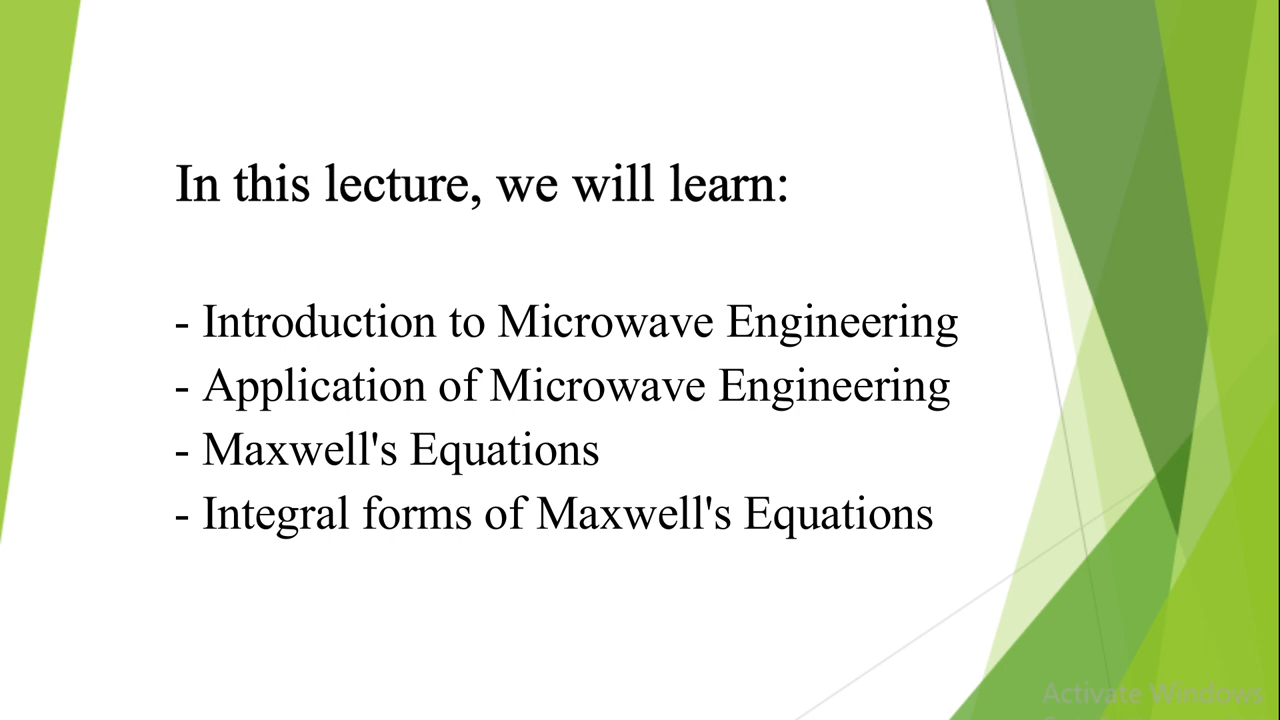 In this lecture, we will learn:
- Introduction to Microwave Engineering
- Application of Microwave Engineering
- Maxwell's Equations
- Integral forms of Maxwell's Equations
Activate Windows